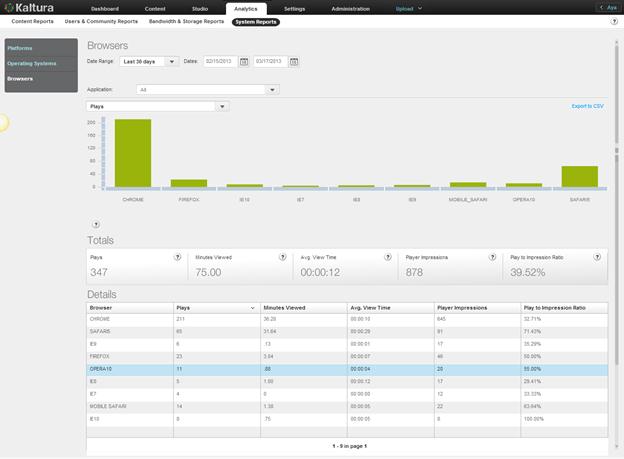 Kaltura Dashboard Content Studio Analytics Settings Administration Upload Aya
Content Reports Users & Community Reports Bandwidth & Storage Reports System Reports ?
Platforms
Operating Systems
Browsers
Browsers
Date Range: Last 30 days Dates: 02/15/2013 03/17/2013
Application: All
Plays Export to CSV
200
160
120
80
40
0
CHROME FIREFOX IE10 IE7 IE8 IE9 MOBILE_SAFARI OPERA10 SAFARI5
?
Totals
Plays ? Minutes Viewed ? Avg. View Time ? Player Impressions ? Play to Impression Ratio ?
347 75.00 00:00:12 878 39.52%
Details
Browser Plays Minutes Viewed Avg. View Time Player Impressions Play to Impression Ratio
CHROME 211 36.28 00:00:10 645 32.71%
SAFARI5 65 31.64 00:00:29 91 71.43%
IE9 6 .13 00:00:01 17 35.29%
FIREFOX 23 3.04 00:00:07 46 50.00%
OPERA10 11 .88 00:00:04 20 55.00%
IE8 5 1.00 00:00:12 17 29.41%
IE7 4 0 00:00:00 12 33.33%
MOBILE SAFARI 14 1.38 00:00:05 22 63.64%
IE10 .75 00:00:05 100.00%
1 - 9 in page 1